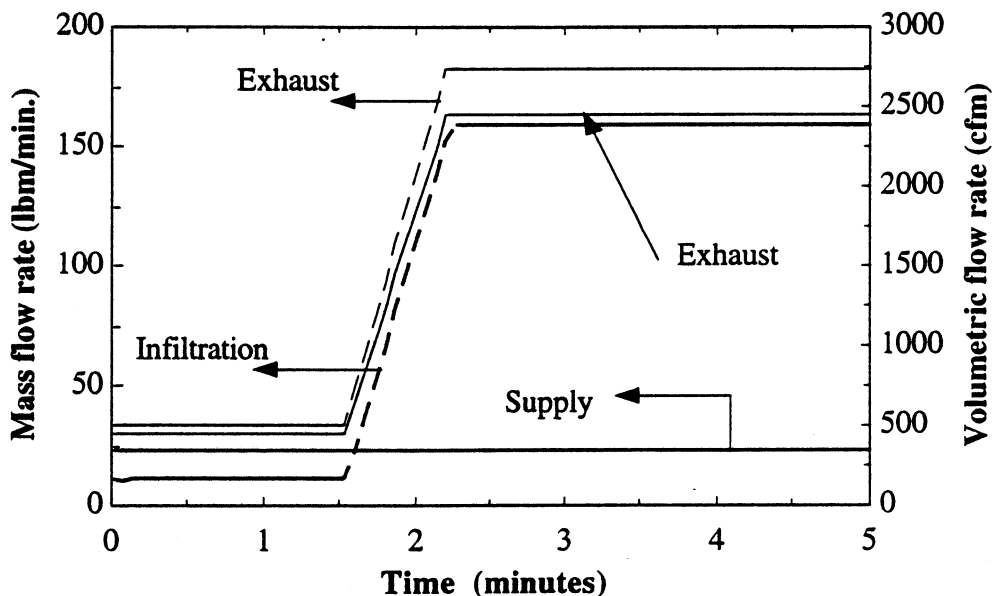 200
150
100
50
0
Mass flow rate (lbm/min.)
Exhaust
Infiltration
Supply
Exhaust
3000
2500
2000
1500
1000
500
0
Volumetric flow rate (cfm)
0 1 2 3 4 5
Time (minutes)